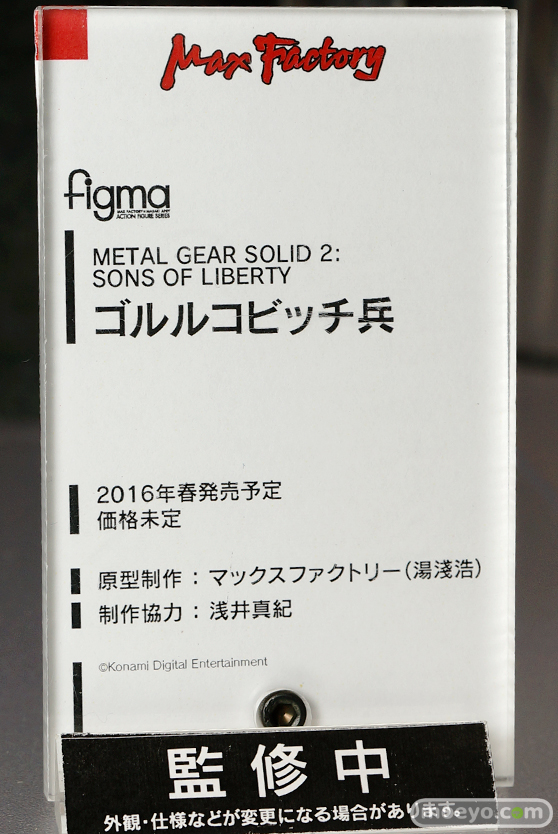 Max Factory
figma
MAX FACTORY × MASAKI APSY
ACTION FIGURE SERIES
METAL GEAR SOLID 2:
SONS OF LIBERTY
ゴルルコビッチ兵
2016年春発売予定
価格未定
原型制作：マックスファクトリー（湯淺浩）
制作協力：浅井真紀
©Konami Digital Entertainment
監修中
外観・仕様などが変更になる場合があります。